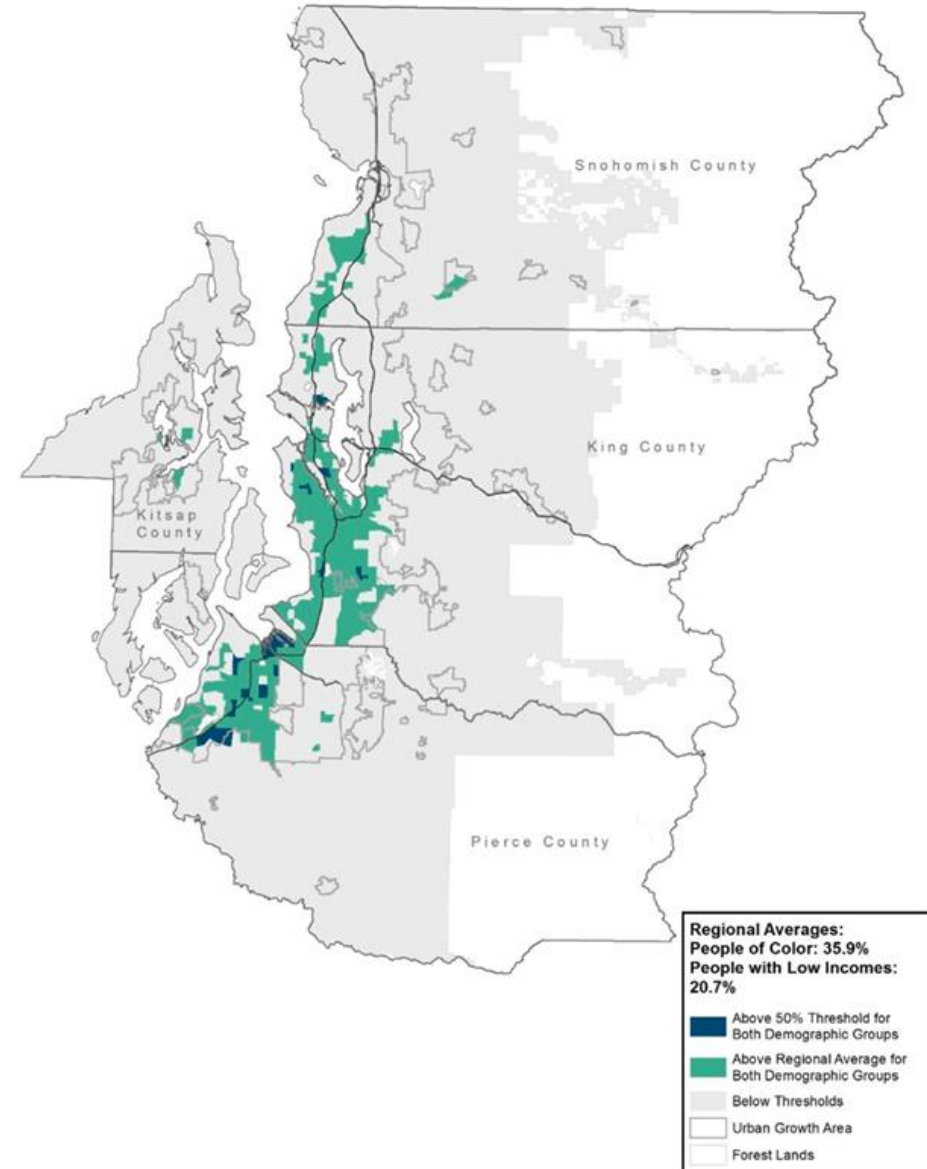 Snohomish County
King County
Kitsap
County
Pierce County
Regional Averages:
People of Color: 35.9%
People with Low Incomes:
20.7%
Above 50% Threshold for
Both Demographic Groups
Above Regional Average for
Both Demographic Groups
Below Thresholds
Urban Growth Area
Forest Lands